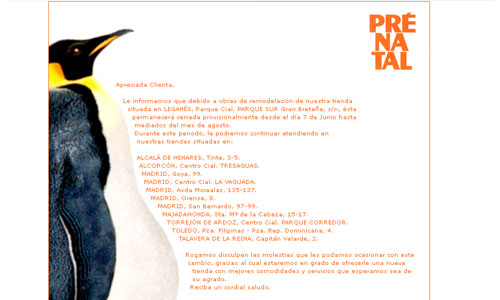 PRÉ
NA
TAL
Apreciada Clienta,
Le informamos que debido a obras de remodelación de nuestra tienda
situada en LEGANÉS, Parque Cial. PARQUE SUR Gran Bretaña, s/n, ésta
permanecerá cerrada provisionalmente desde el día 7 de Junio hasta
mediados del mes de agosto.
Durante este periodo, le podremos continuar atendiendo en
nuestras tiendas situadas en:
ALCALÁ DE HENARES, Tinte, 3-5.
ALCORCÓN, Centro Cial. TRESAGUAS.
MADRID, Goya, 99.
MADRID, Centro Cial. LA VAGUADA.
MADRID, Avda Moratalaz, 135-137.
MADRID, Orense, 8.
MADRID, San Bernardo, 97-99.
MAJADAHONDA, Sta. Mª de la Cabeza, 15-17.
TORREJÓN DE ARDOZ, Centro Cial. PARQUE CORREDOR.
TOLEDO, Pza. Filipinas - Pza. Rep. Dominicana, 4.
TALAVERA DE LA REINA, Capitán Velarde, 2.
Rogamos disculpen las molestias que les podamos ocasionar con este
cambio, gracias al cual estaremos en grado de ofrecerle una nueva
tienda con mejores comodidades y servicios que esperamos sea de
su agrado.
Reciba un cordial saludo.